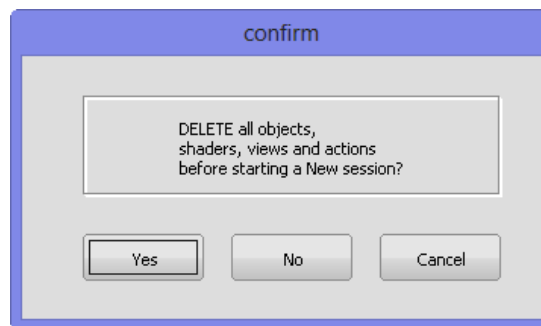 confirm
DELETE all objects,
shaders, views and actions
before starting a New session?
Yes
No
Cancel